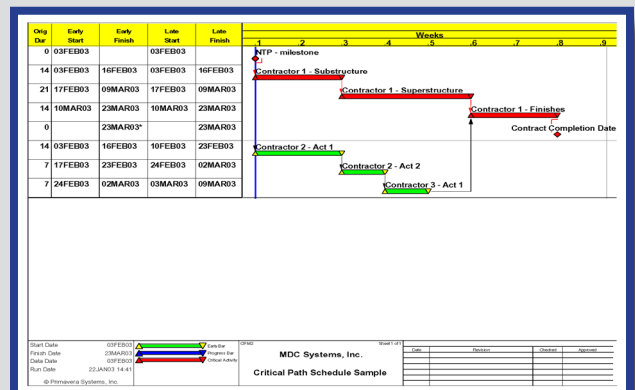 Orig Early Early Late Late Weeks
Dur Start Finish Start Finish .1 .2 .3 .4 .5 .6 .7 .8 .9
0 03FEB03 03FEB03 NTP - milestone
14 03FEB03 16FEB03 03FEB03 16FEB03 Contractor 1 - Substructure
21 17FEB03 09MAR03 17FEB03 09MAR03 Contractor 1 - Superstructure
14 10MAR03 23MAR03 10MAR03 23MAR03 Contractor 1 - Finishes
0 23MAR03* 23MAR03 Contract Completion Date
14 03FEB03 16FEB03 10FEB03 23FEB03 Contractor 2 - Act 1
7 17FEB03 23FEB03 24FEB03 02MAR03 Contractor 2 - Act 2
7 24FEB03 02MAR03 03MAR03 09MAR03 Contractor 3 - Act 1
Start Date 03FEB03 Early Bar CPM2 Sheet 1 of 1
Finish Date 23MAR03 Progress Bar MDC Systems, Inc. Date Revision Checked Approved
Data Date 03FEB03 Critical Activity
Run Date 22JAN03 14:41 Critical Path Schedule Sample
© Primavera Systems, Inc.